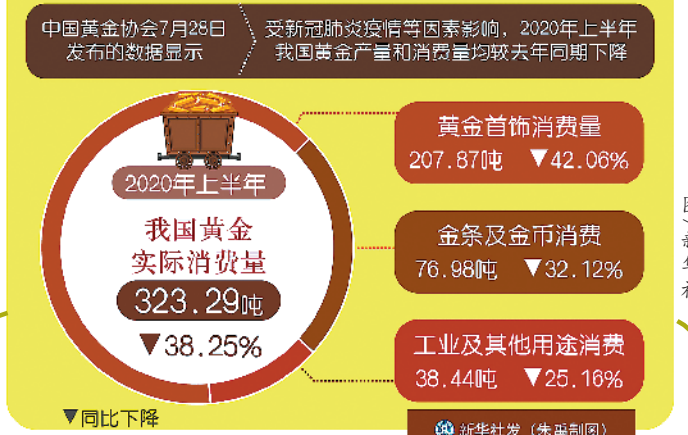 中国黄金协会7月28日
发布的数据显示
受新冠肺炎疫情等因素影响，2020年上半年
我国黄金产量和消费量均较去年同期下降
2020年上半年
我国黄金
实际消费量
323.29吨
▼38.25%
黄金首饰消费量
207.87吨 ▼42.06%
金条及金币消费
76.98吨 ▼32.12%
工业及其他用途消费
38.44吨 ▼25.16%
▼同比下降
新华社发（朱禹制图）